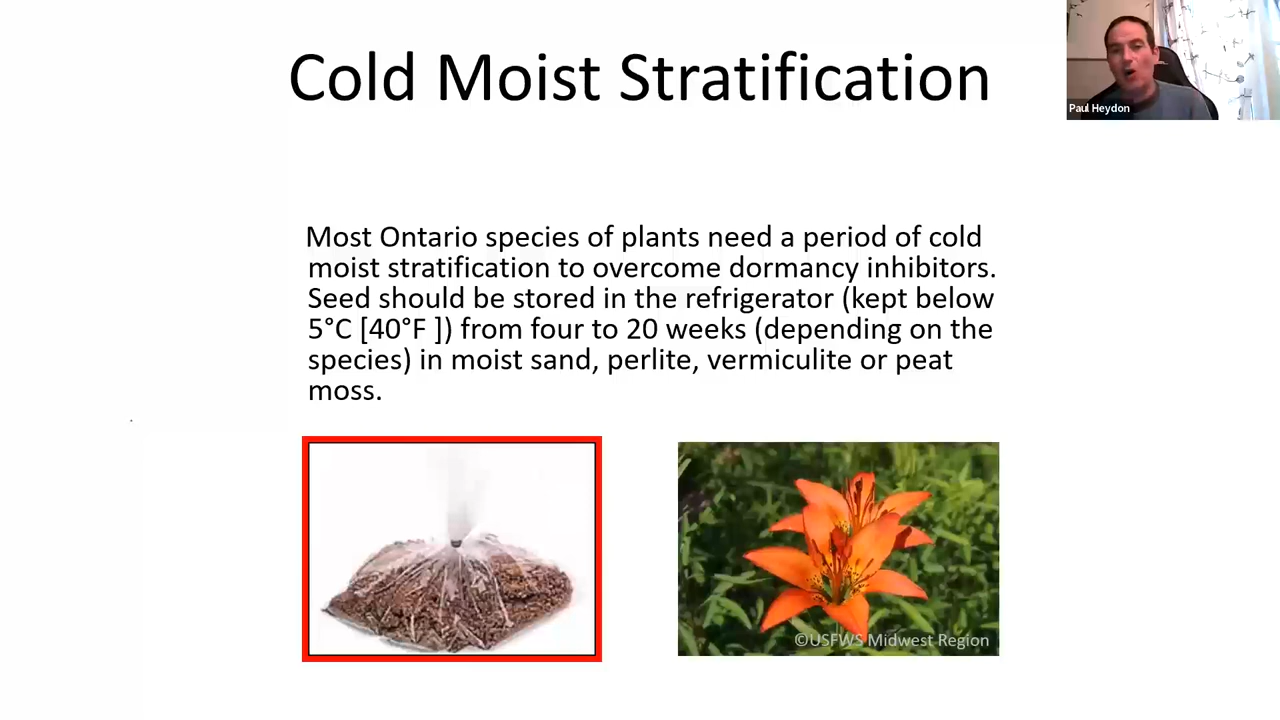 Cold Moist Stratification
Paul Heydon
Most Ontario species of plants need a period of cold
moist stratification to overcome dormancy inhibitors.
Seed should be stored in the refrigerator (kept below
5°C [40°F ]) from four to 20 weeks (depending on the
species) in moist sand, perlite, vermiculite or peat
moss.
©USFWS Midwest Region